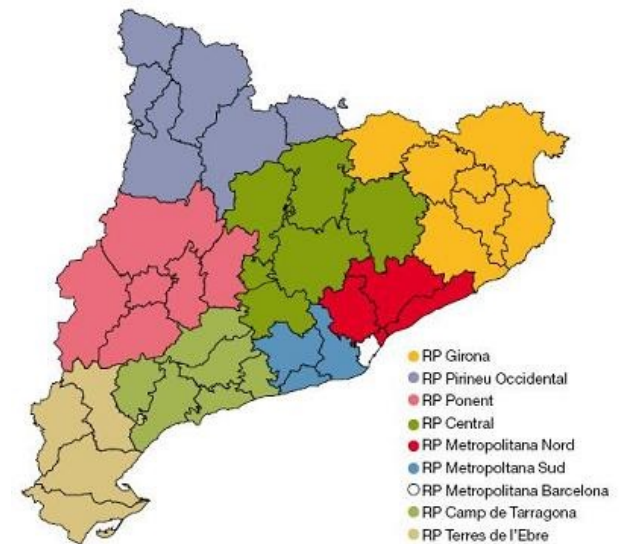 RP Girona
RP Pirineu Occidental
RP Ponent
RP Central
RP Metropolitana Nord
RP Metropoltana Sud
RP Metropolitana Barcelona
RP Camp de Tarragona
RP Terres de l'Ebre